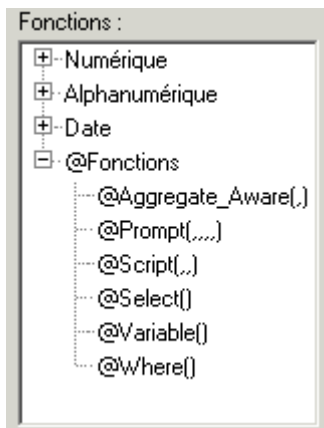 Fonctions :
Numérique
Alphanumérique
Date
@Fonctions
@Aggregate_Aware(,)
@Prompt(,,,,)
@Script(,,)
@Select()
@Variable()
@Where()